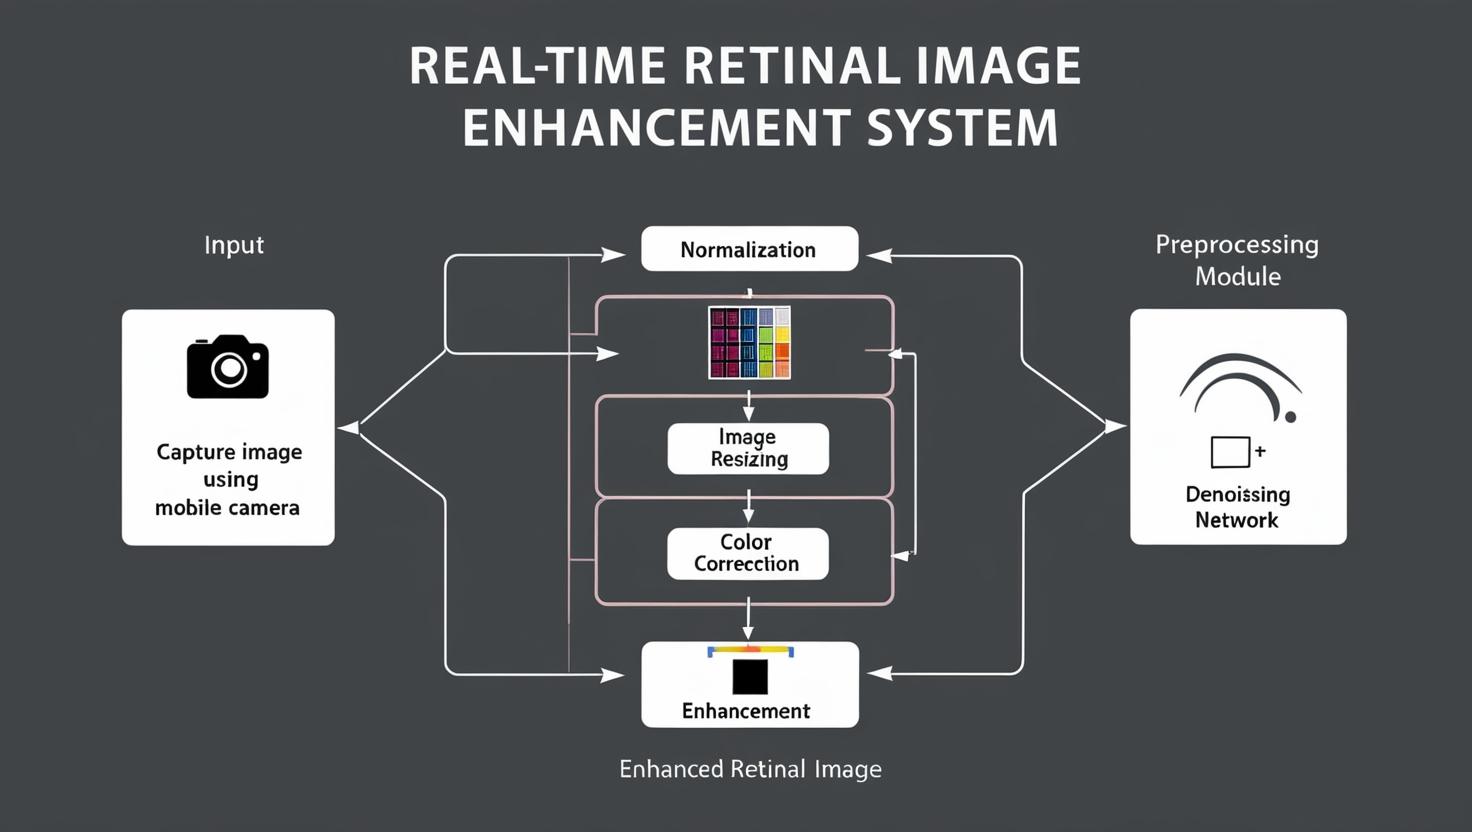 REAL-TIME RETINAL IMAGE
ENHANCEMENT SYSTEM
Input
Capture image
using
mobile camera
Normalization
Image
Resizing
Color
Correcction
Enhancement
Enhanced Retinal Image
Preprocessing
Module
+
Denoissing
Network